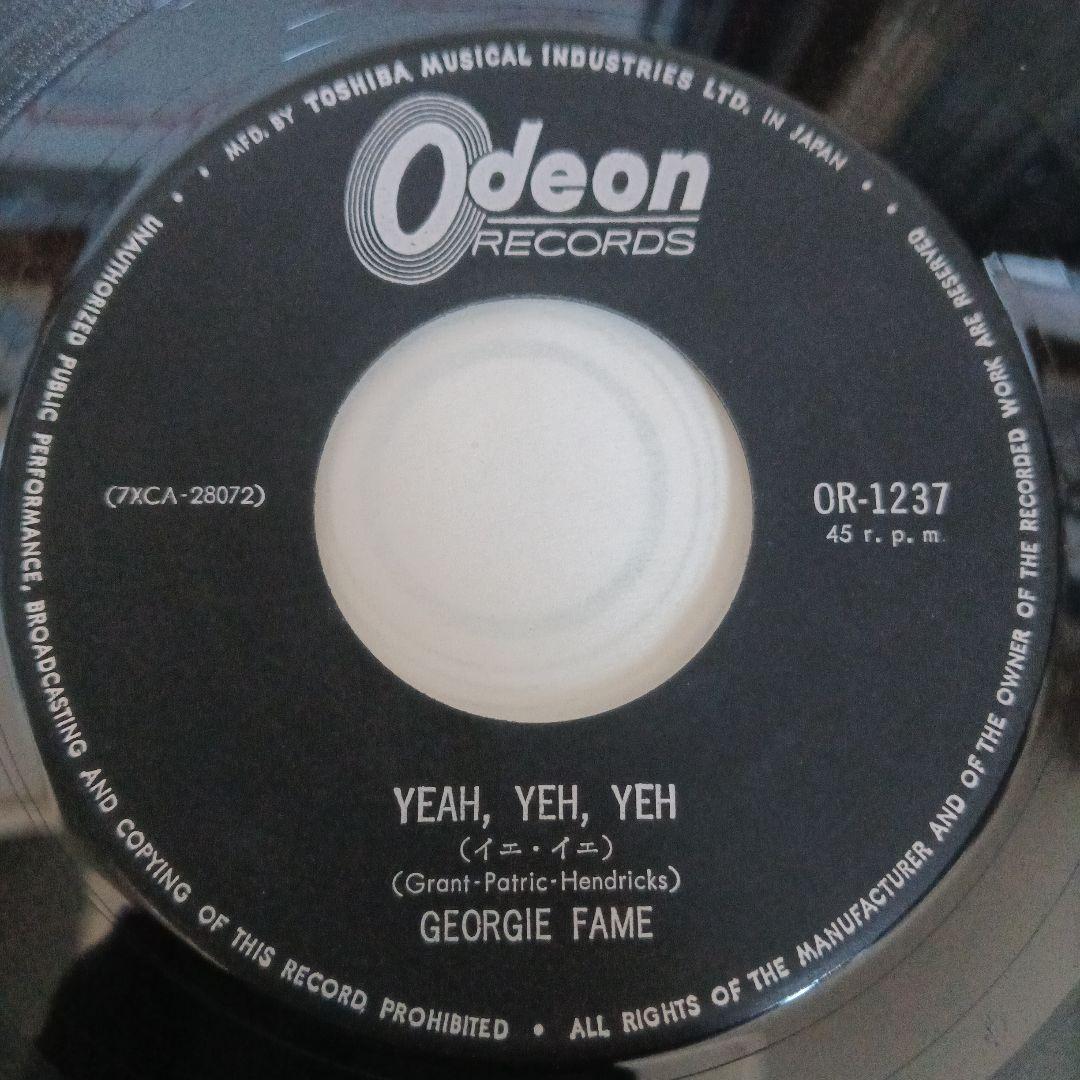 MFD. BY TOSHIBA MUSICAL INDUSTRIES LTD. IN JAPAN
Odeon
RECORDS
(7XCA-28072)
OR-1237
45 r. p. m.
YEAH, YEH, YEH
(イエ・イエ)
(Grant-Patric-Hendricks)
GEORGIE FAME
UNAUTHORIZED PUBLIC PERFORMANCE, BROADCASTING AND COPYING OF THIS RECORD PROHIBITED • ALL RIGHTS OF THE MANUFACTURER AND OF THE OWNER OF THE RECORDED WORK ARE RESERVED